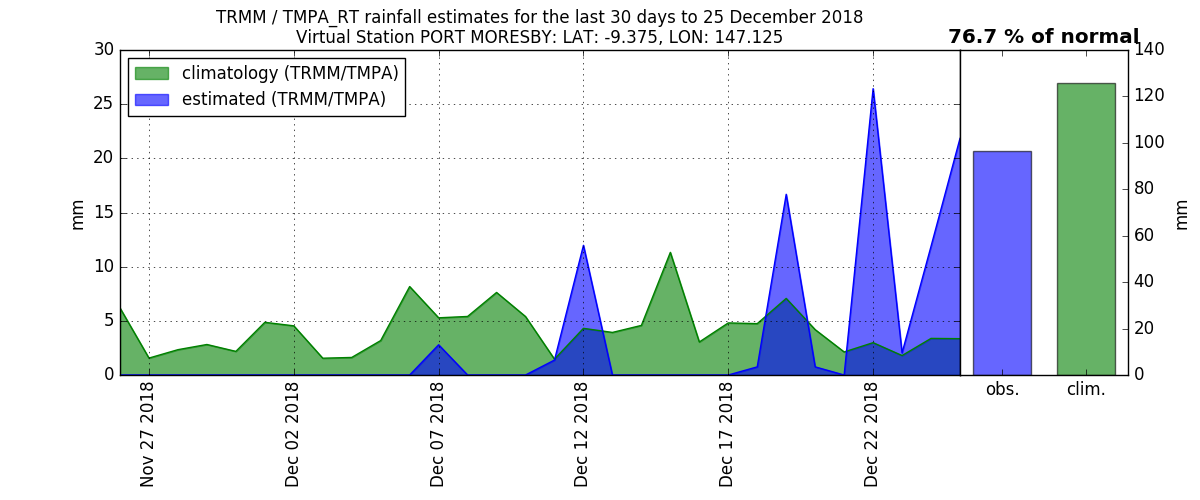 TRMM / TMPA_RT rainfall estimates for the last 30 days to 25 December 2018
Virtual Station PORT MORESBY: LAT: -9.375, LON: 147.125
76.7 % of normal
climatology (TRMM/TMPA)
estimated (TRMM/TMPA)
mm
30
25
20
15
10
5
0
Nov 27 2018
Dec 02 2018
Dec 07 2018
Dec 12 2018
Dec 17 2018
Dec 22 2018
obs.
clim.
140
120
100
80
60
40
20
0
mm